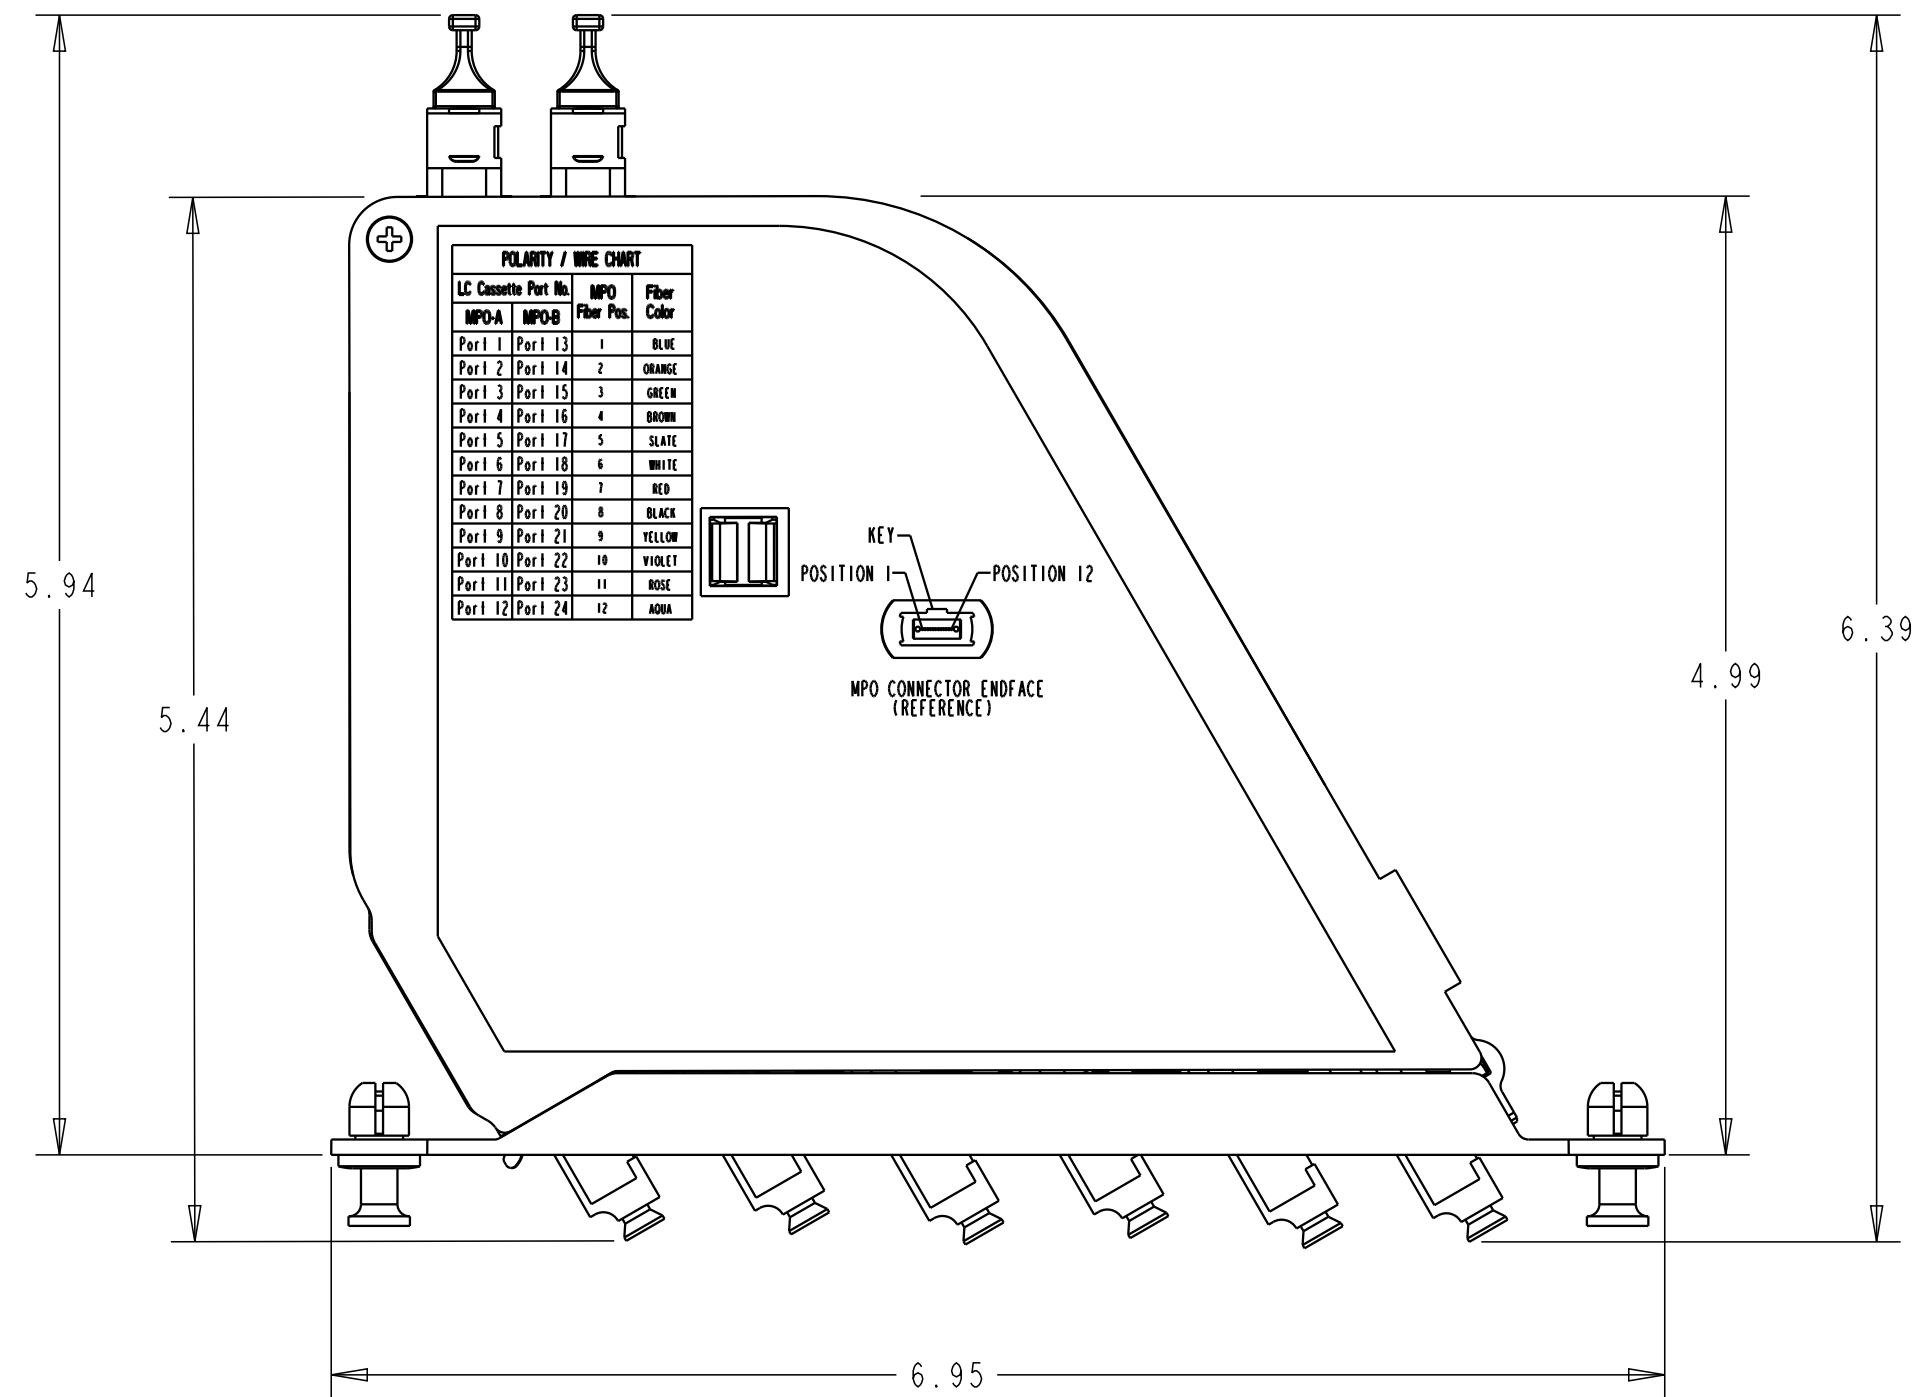 POLARITY / WIRE CHART
LC Cassette Port No. MPO Fiber Pos. Fiber Color
MPO-A MPO-B
Port 1 Port 13 1 BLUE
Port 2 Port 14 2 ORANGE
Port 3 Port 15 3 GREEN
Port 4 Port 16 4 BROWN
Port 5 Port 17 5 SLATE
Port 6 Port 18 6 WHITE
Port 7 Port 19 7 RED
Port 8 Port 20 8 BLACK
Port 9 Port 21 9 YELLOW
Port 10 Port 22 10 VIOLET
Port 11 Port 23 11 ROSE
Port 12 Port 24 12 AQUA
KEY
POSITION 1
POSITION 12
MPO CONNECTOR ENDFACE
(REFERENCE)
5.94
5.44
4.99
6.39
6.95